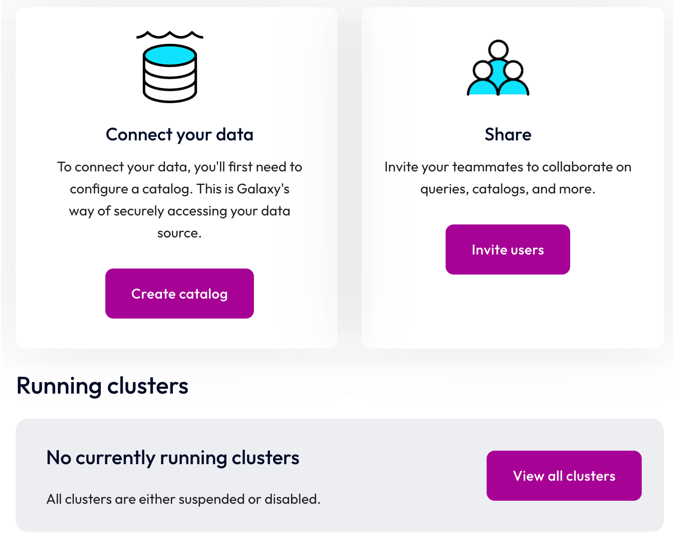 Connect your data
To connect your data, you'll first need to
configure a catalog. This is Galaxy's
way of securely accessing your data
source.
Create catalog
Share
Invite your teammates to collaborate on
queries, catalogs, and more.
Invite users
Running clusters
No currently running clusters
All clusters are either suspended or disabled.
View all clusters